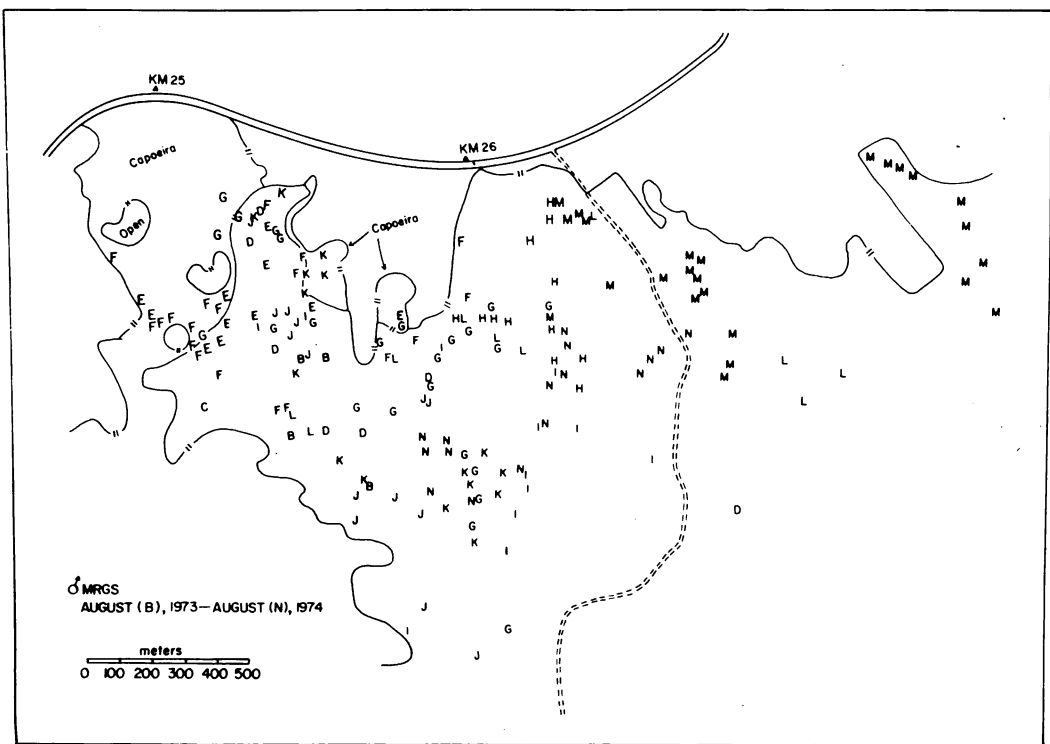 KM 25
Capoeira
KM 26
Open
Capoeira
M M M M
G K
G J K D F
G E G G
D
H M
H M M M L
M
F F K
E F K K
F H
M M
M M M
M M M
M M
E F E K H M
E F J J I E F G
E F F F E I G J I G E G H L H H H G M H N
F G E D J G G I G L G L N H H N N N M
F E B J B F L I H M
F K D G I N N M L L
C F F L G G J J N H L
B L D D N N I N I
K N N G K I
K B K G K N I
J J N K N G K I D
J J K G I
K I
J
I G
J
♂ MRGS
AUGUST (B), 1973—AUGUST (N), 1974
meters
0 100 200 300 400 500